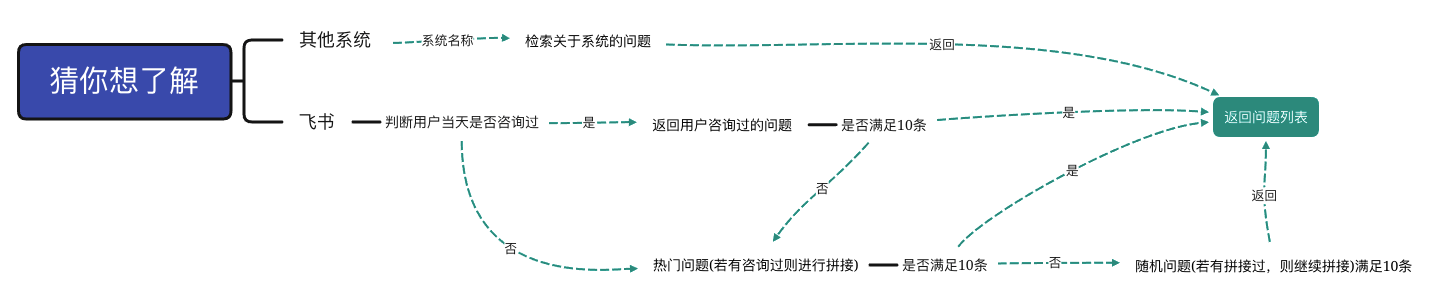 猜你想了解
其他系统
系统名称
检索关于系统的问题
返回
飞书
判断用户当天是否咨询过
是
返回用户咨询过的问题
是否满足10条
是
返回问题列表
否
是
返回
否
热门问题(若有咨询过则进行拼接)
是否满足10条
否
随机问题(若有拼接过，则继续拼接)满足10条